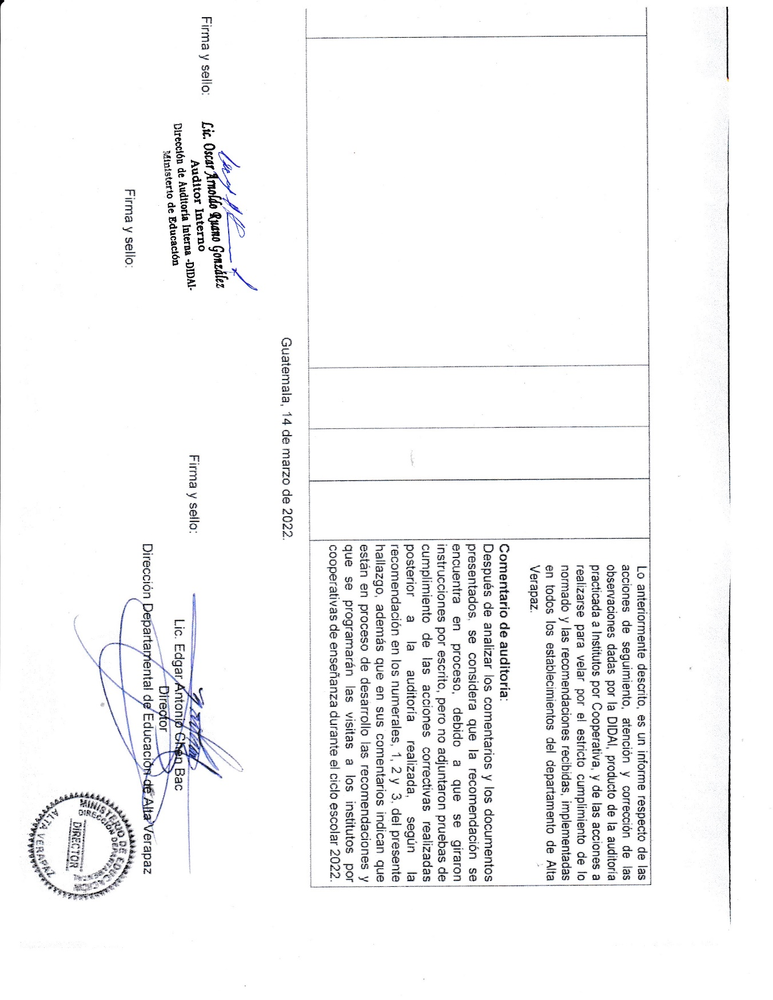 Lo anteriormente descrito, es un informe respecto de las
acciones de seguimiento, atención y corrección de las
observaciones dadas por la DIDAI, producto de la auditoría
practicada a Institutos por Cooperativa, y de las acciones a
realizarse para velar por el estricto cumplimiento de lo
normado y las recomendaciones recibidas, implementadas
en todos los establecimientos del departamento de Alta
Verapaz.
Comentario de auditoria:
Después de analizar los comentarios y los documentos
presentados, se considera que la recomendación se
encuentra en proceso, debido a que se giraron
instrucciones por escrito, pero no adjuntaron pruebas de
cumplimiento de las acciones correctivas realizadas
posterior a la auditoría realizada, según la
recomendación en los numerales, 1, 2 y 3, del presente
hallazgo, además que en sus comentarios indican que
están en proceso de desarrollo las recomendaciones y
que se programarán las visitas a los institutos por
cooperativas de enseñanza durante el ciclo escolar 2022.
Guatemala, 14 de marzo de 2022.
Firma y sello:
Lic. Oscar Arnoldo Ruano González
Auditor Interno
Dirección de Auditoría Interna -DIDAI-
Ministerio de Educación
Firma y sello:
Lic. Edgar Antonio Chén Bac
Director
Dirección Departamental de Educación de Alta Verapaz
Firma y sello:
MINISTERIO DE EDUCACION
DIRECCIÓN DEPARTAMENTAL
DIRECTOR
ALTA VERAPAZ